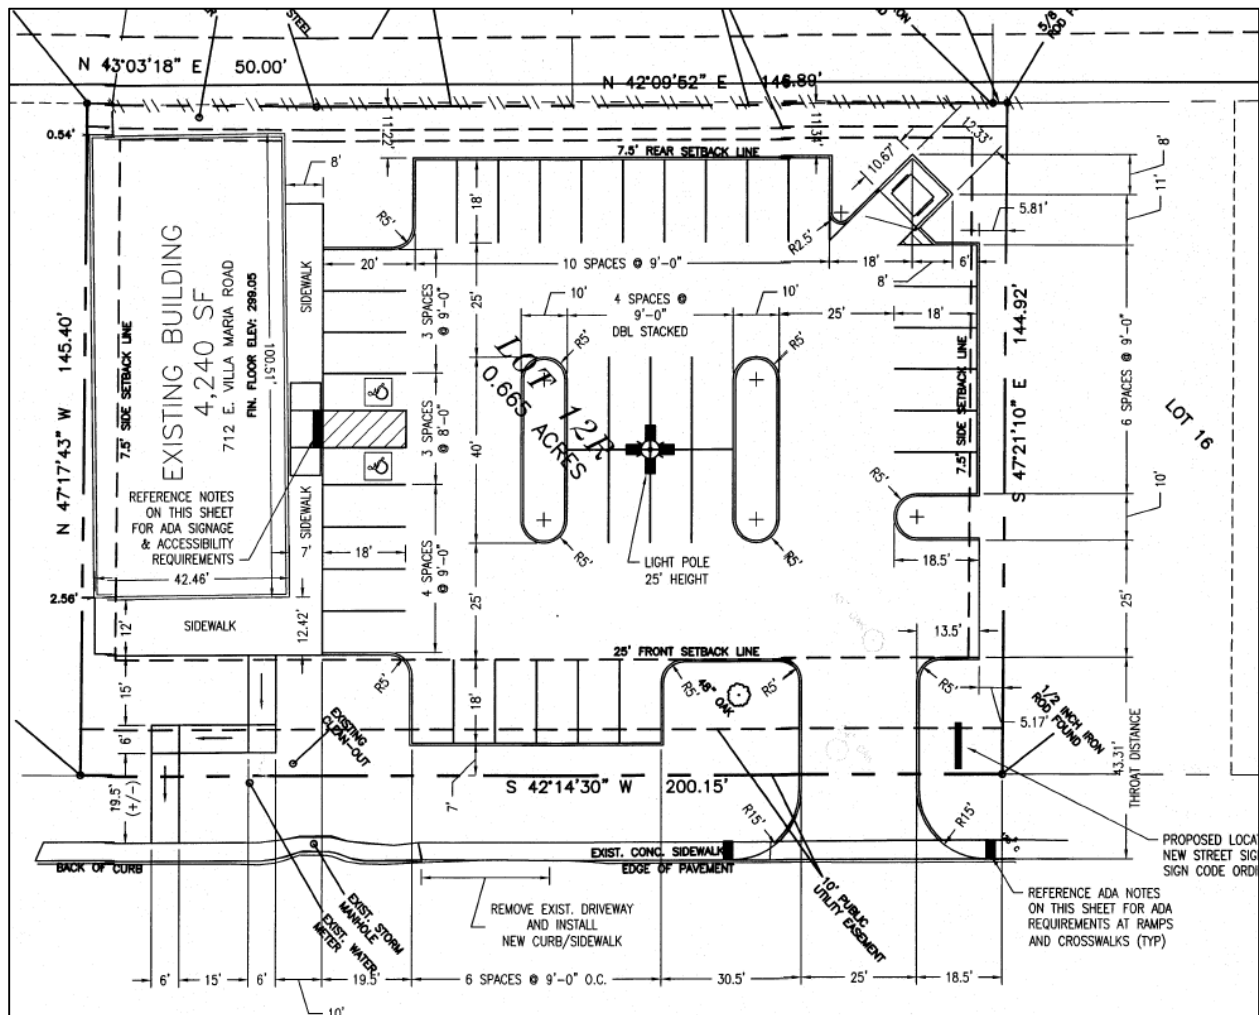 STEEL
5/8
N 43°03'18" E 50.00'
N 42°09'52" E 146.89'
0.54'
11.22'
11.34'
7.5' REAR SETBACK LINE
10.67'
12.33'
8'
11'
5.81'
8'
18'
R5'
R2.5'
20'
10 SPACES @ 9'-0"
18'
6'
8'
SIDEWALK
EXISTING BUILDING
4,240 SF
712 E. VILLA MARIA ROAD
FIN. FLOOR ELEV: 299.05
100.51'
7.5' SIDE SETBACK LINE
N 47°17'43" W 145.40'
3 SPACES
@ 9'-0"
25'
10'
4 SPACES @
9'-0"
DBL STACKED
10'
25'
18'
R5'
R5'
LOT 12R
0.665 ACRES
3 SPACES
@ 8'-0"
40'
7.5' SIDE SETBACK LINE
S 47°21'10" E 144.92'
6 SPACES @ 9'-0"
LOT 16
REFERENCE NOTES
ON THIS SHEET
FOR ADA SIGNAGE
& ACCESSIBILITY
REQUIREMENTS
SIDEWALK
7'
18'
R5'
10'
R5'
R5'
LIGHT POLE
25' HEIGHT
18.5'
42.46'
4 SPACES
@ 9'-0"
2.56'
12'
SIDEWALK
12.42'
25'
25'
13.5'
25' FRONT SETBACK LINE
R5'
R5'
R5'
R5'
48" OAK
15'
18'
6'
EXISTING
CLEAN-OUT
5.17'
1/2 INCH IRON
ROD FOUND
43.31'
THROAT DISTANCE
19.5'
(+/-)
7'
S 42°14'30" W 200.15'
R15'
R15'
PROPOSED LOCAT
NEW STREET SIG
SIGN CODE ORDI
BACK OF CURB
EXIST. CONC. SIDEWALK
EDGE OF PAVEMENT
EXIST. STORM
MANHOLE
EXIST. WATER
METER
REMOVE EXIST. DRIVEWAY
AND INSTALL
NEW CURB/SIDEWALK
10' PUBLIC
UTILITY EASEMENT
REFERENCE ADA NOTES
ON THIS SHEET FOR ADA
REQUIREMENTS AT RAMPS
AND CROSSWALKS (TYP)
6'
15'
6'
19.5'
6 SPACES @ 9'-0" O.C.
30.5'
25'
18.5'
10'